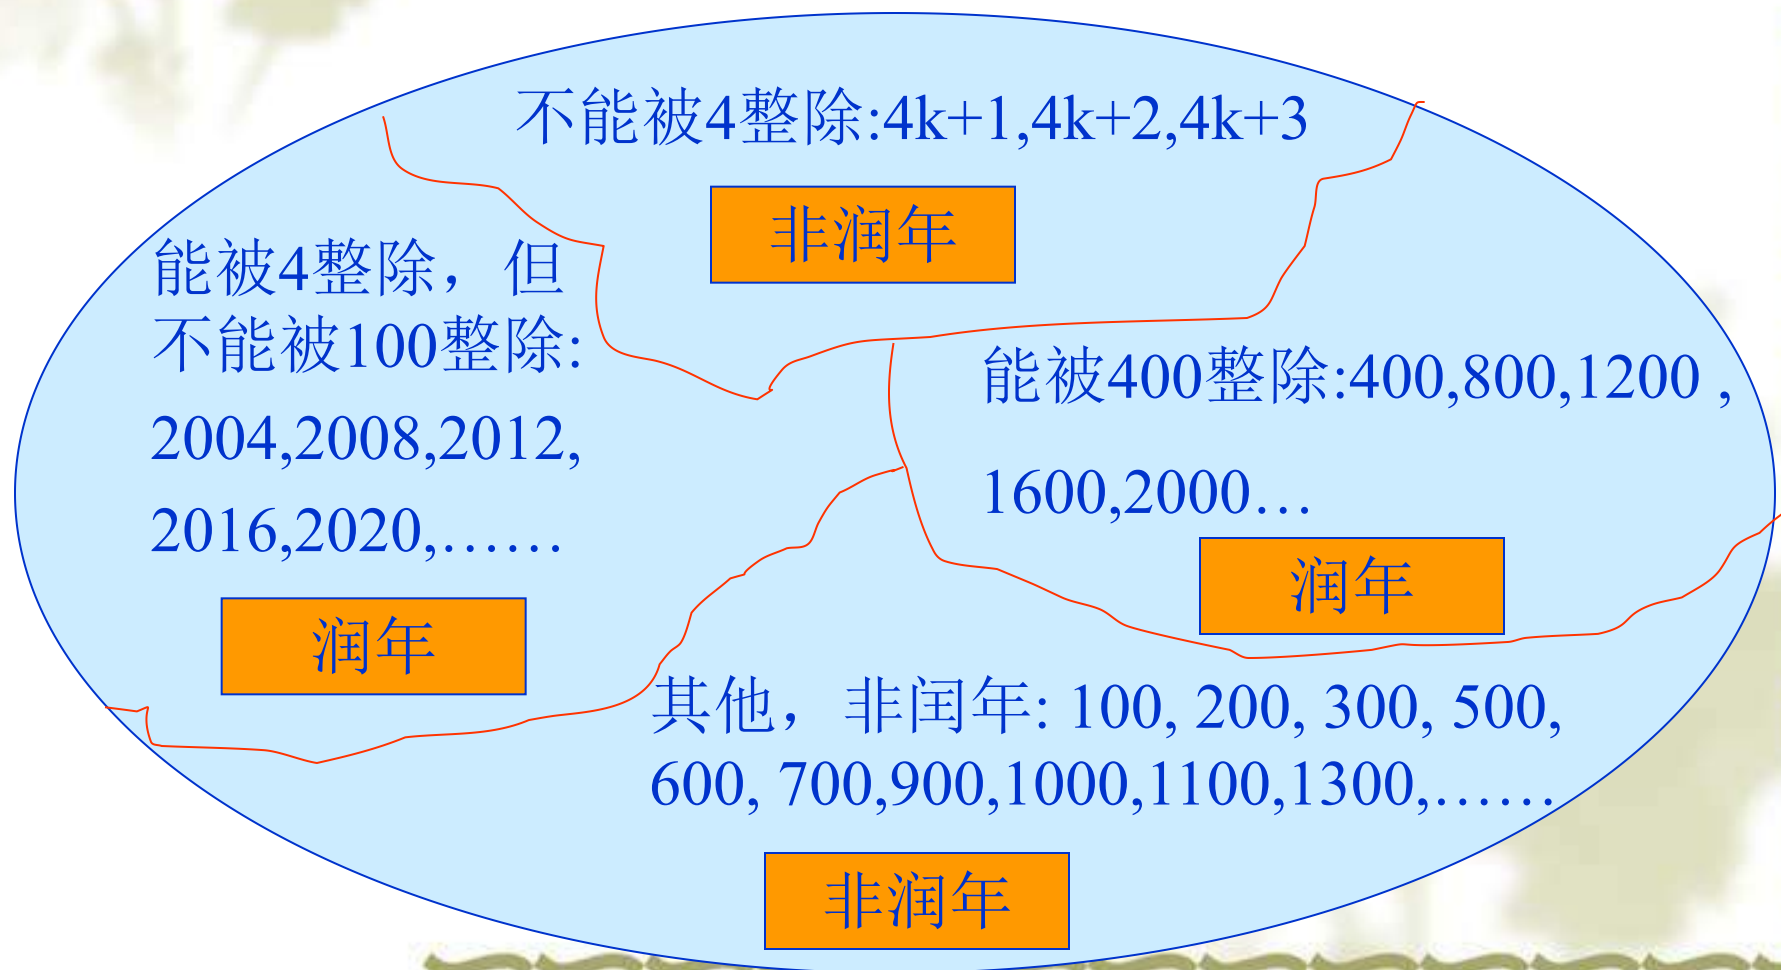 不能被4整除:4k+1,4k+2,4k+3
非润年
能被4整除，但
不能被100整除:
2004,2008,2012,
2016,2020,……
润年
能被400整除:400,800,1200 ,
1600,2000…
润年
其他，非闰年: 100, 200, 300, 500,
600, 700,900,1000,1100,1300,……
非润年